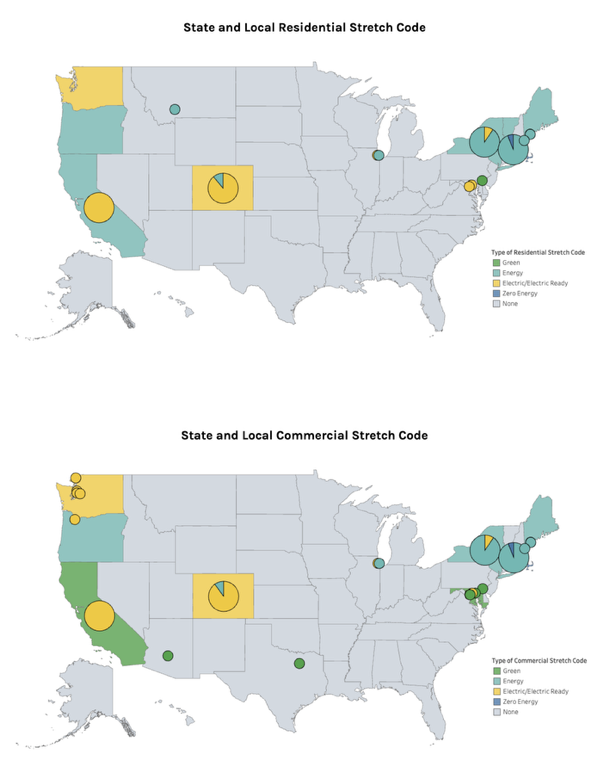 State and Local Residential Stretch Code
Type of Residential Stretch Code
Green
Energy
Electric/Electric Ready
Zero Energy
None
State and Local Commercial Stretch Code
Type of Commercial Stretch Code
Green
Energy
Electric/Electric Ready
Zero Energy
None